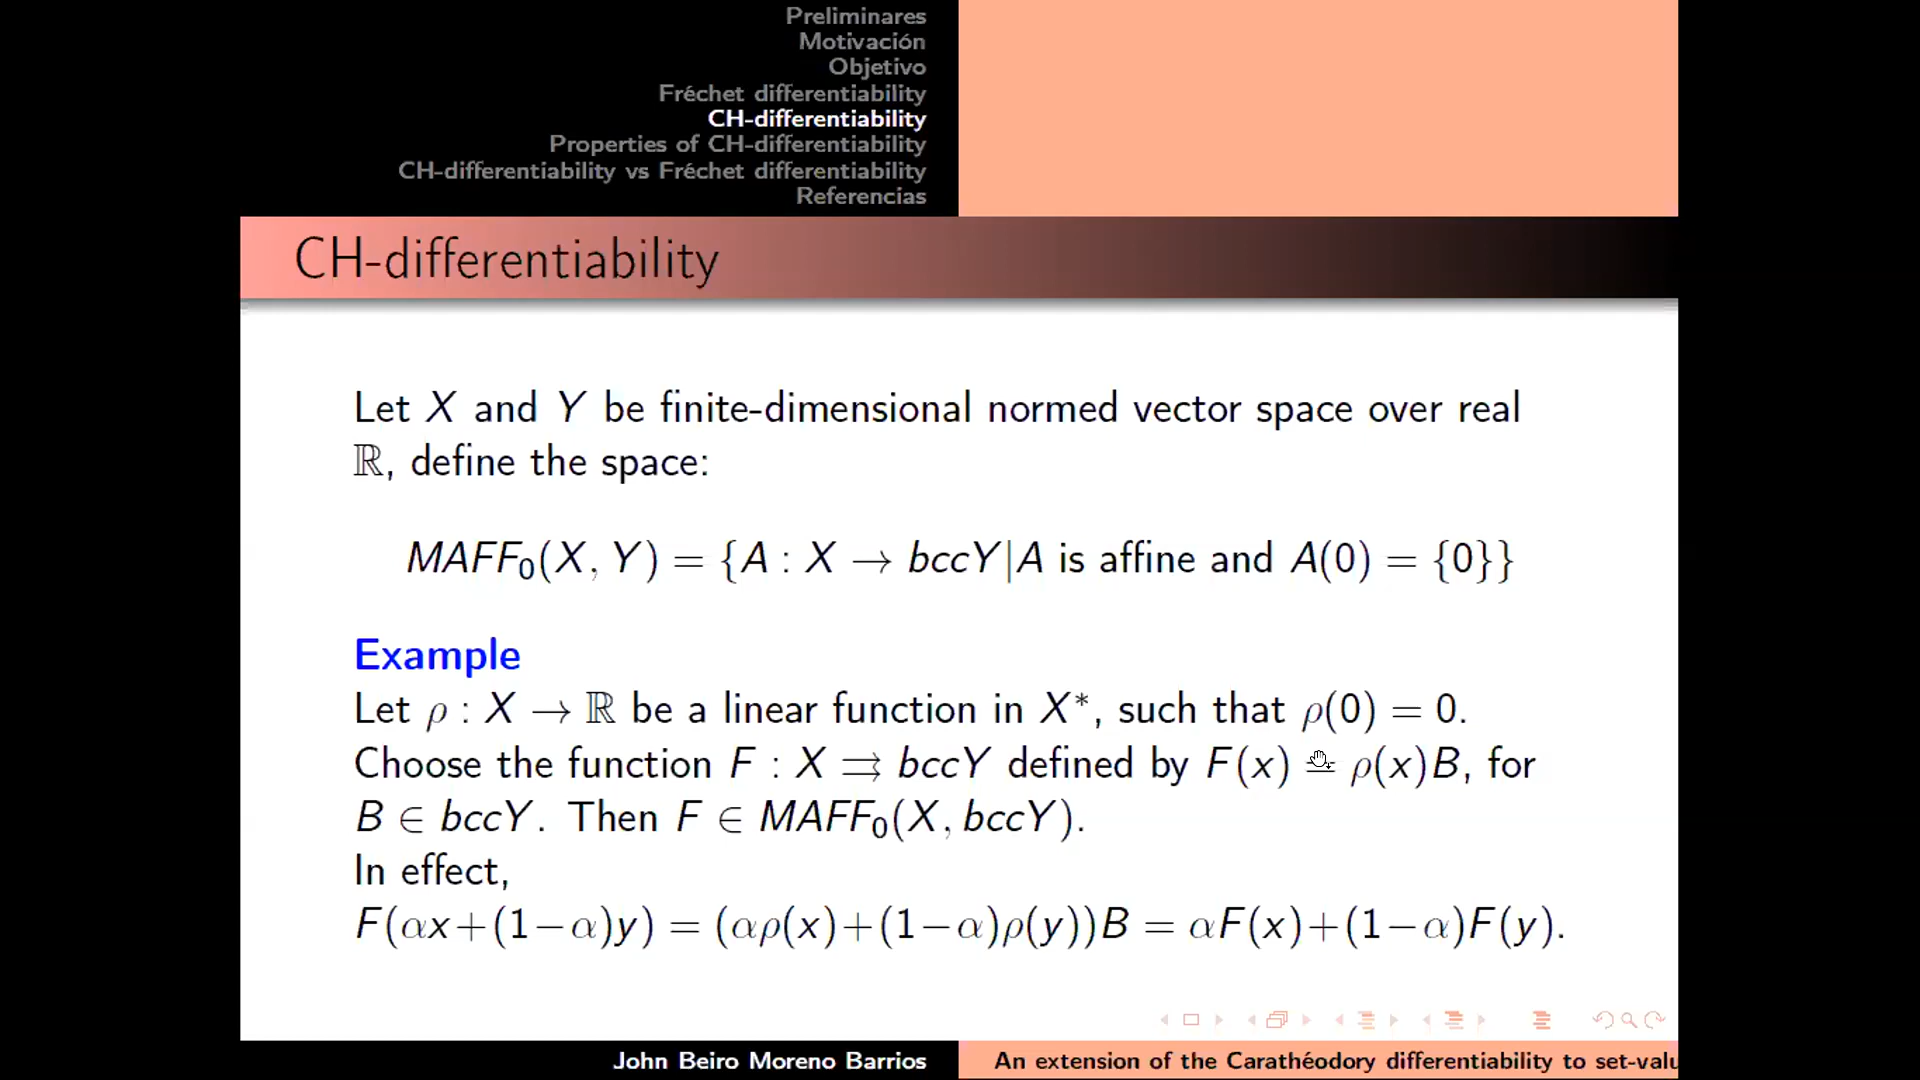 Preliminares
Motivación
Objetivo
Fréchet differentiability
CH-differentiability
Properties of CH-differentiability
CH-differentiability vs Fréchet differentiability
Referencias
CH-differentiability
Let X and Y be finite-dimensional normed vector space over real
ℝ, define the space:
MAFF₀(X, Y) = {A : X → bccY|A is affine and A(0) = {0}}
Example
Let ρ : X → ℝ be a linear function in X*, such that ρ(0) = 0.
Choose the function F : X ⇉ bccY defined by F(x) = ρ(x)B, for
B ∈ bccY. Then F ∈ MAFF₀(X, bccY).
In effect,
F(αx+(1−α)y) = (αρ(x)+(1−α)ρ(y))B = αF(x)+(1−α)F(y).
John Beiro Moreno Barrios
An extension of the Carathéodory differentiability to set-valu